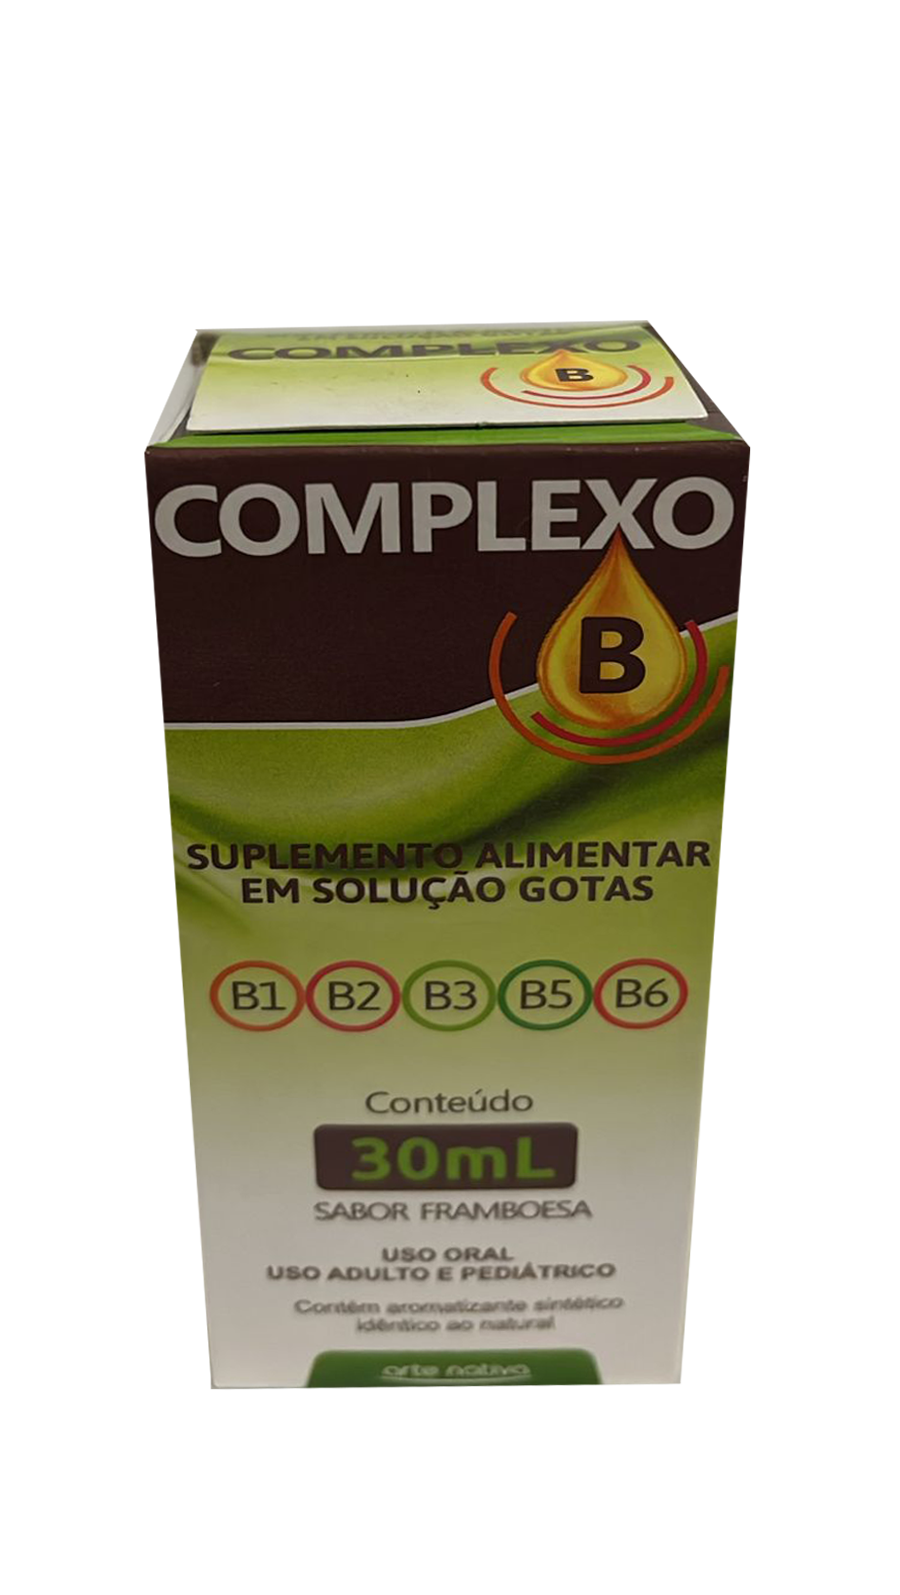 COMPLEXO
B
COMPLEXO
B
SUPLEMENTO ALIMENTAR
EM SOLUÇÃO GOTAS
B1 B2 B3 B5 B6
Conteúdo
30mL
SABOR FRAMBOESA
USO ORAL
USO ADULTO E PEDIÁTRICO
Contém aromatizante sintético
idêntico ao natural
arte nativa